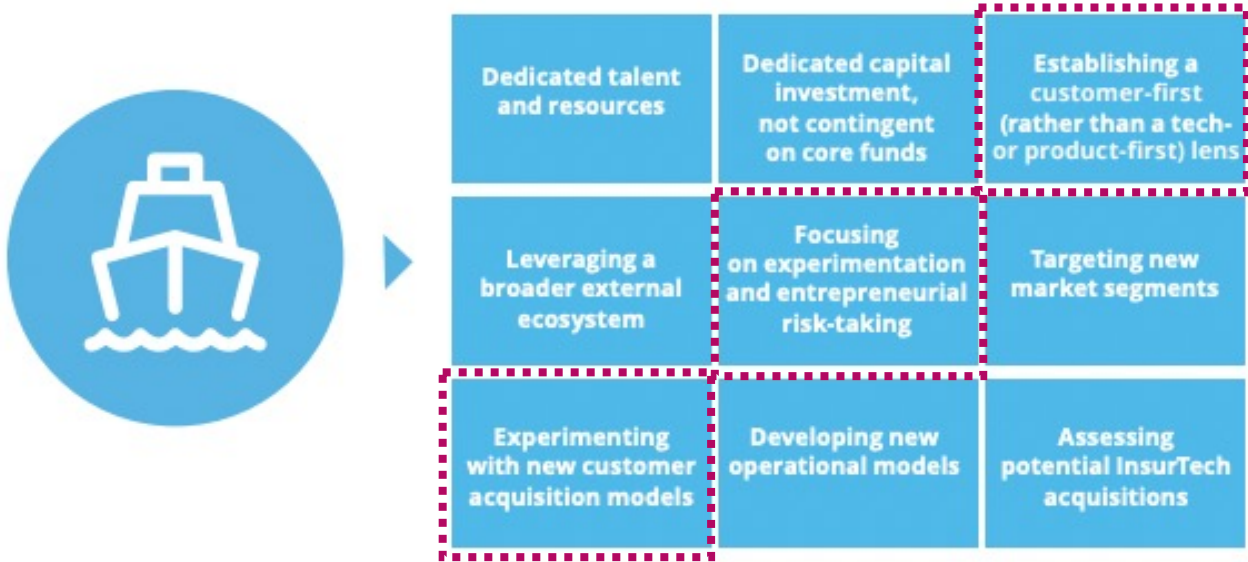 Dedicated talent
and resources
Dedicated capital
investment,
not contingent
on core funds
Establishing a
customer-first
(rather than a tech-
or product-first) lens
Leveraging a
broader external
ecosystem
Focusing
on experimentation
and entrepreneurial
risk-taking
Targeting new
market segments
Experimenting
with new customer
acquisition models
Developing new
operational models
Assessing
potential InsurTech
acquisitions